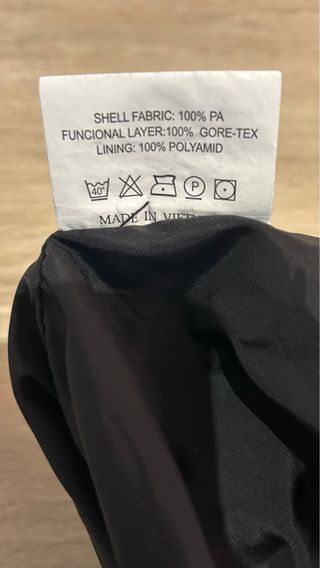 SHELL FABRIC: 100% PA
FUNCIONAL LAYER:100% GORE-TEX
LINING: 100% POLYAMID
40° P
MADE IN